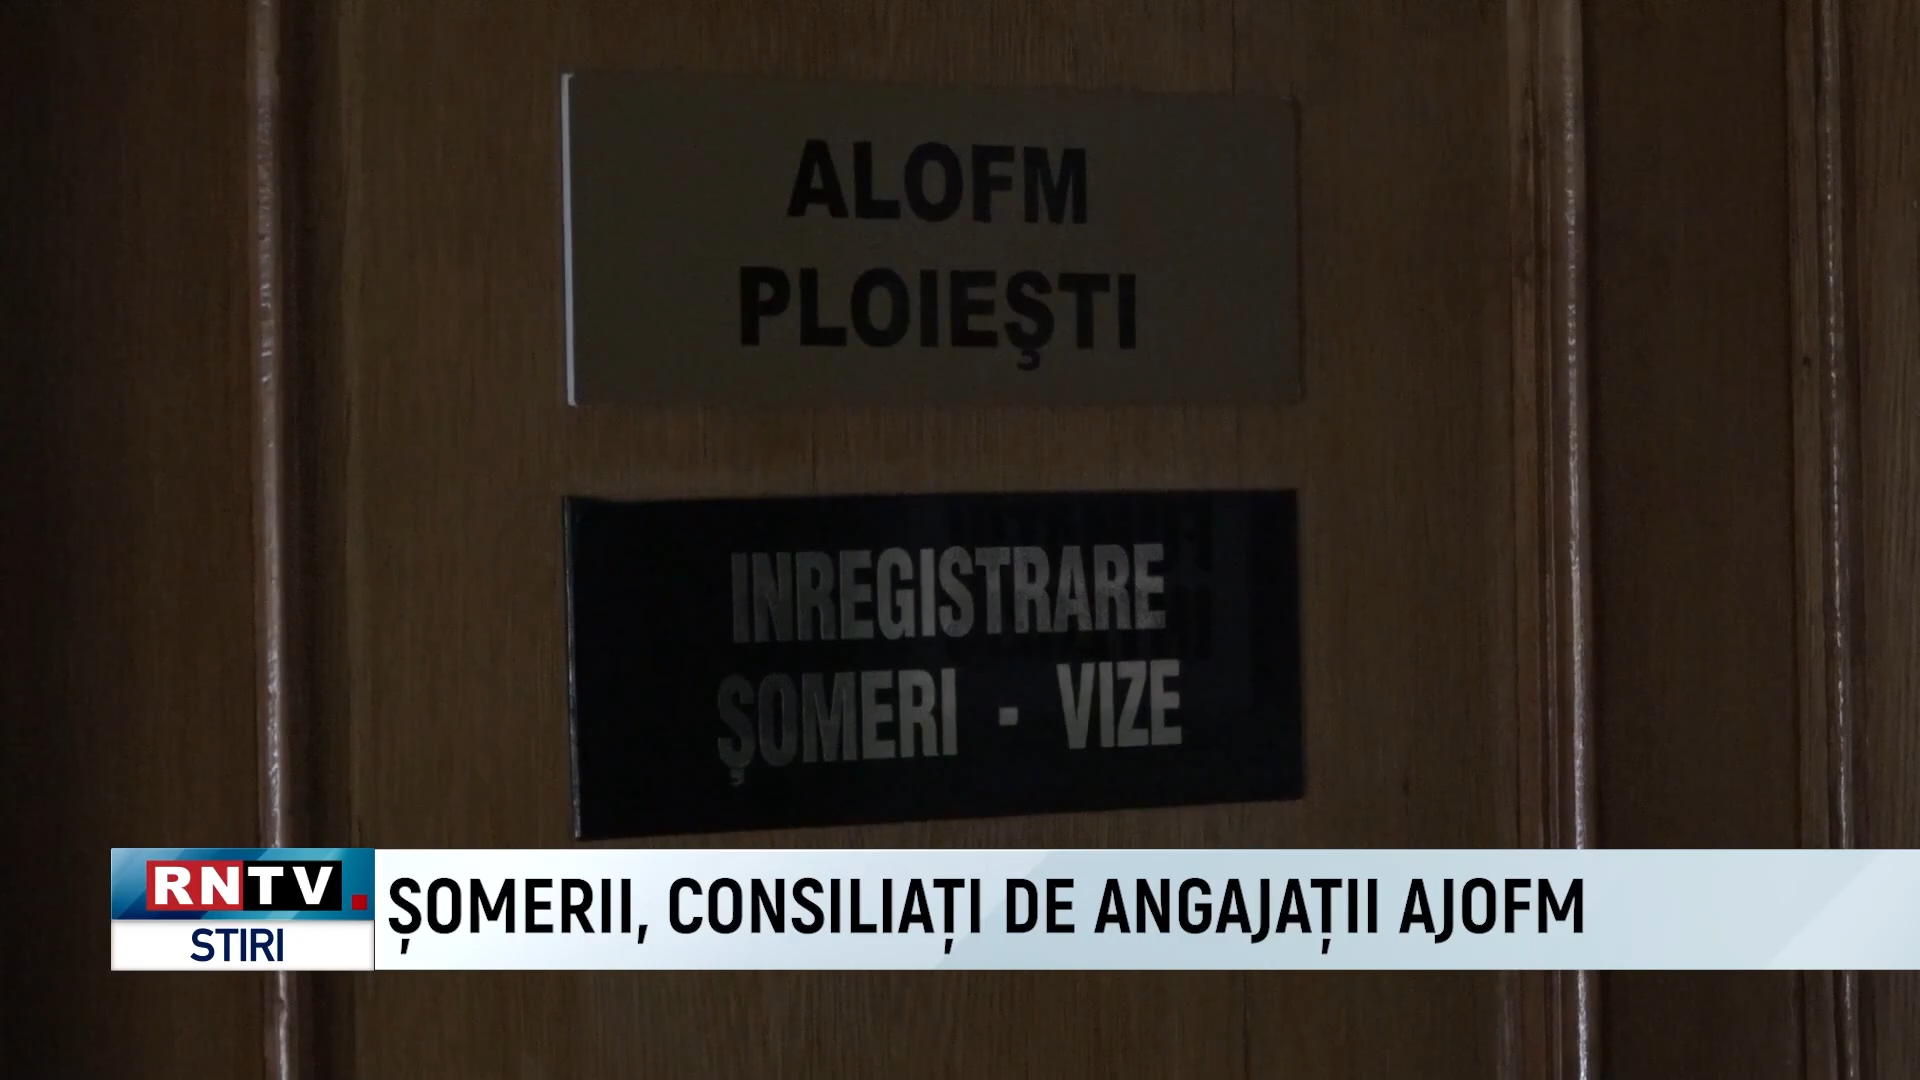 ALOFM
PLOIEŞTI
INREGISTRARE
ŞOMERI - VIZE
RNTV.
STIRI
ȘOMERII, CONSILIAȚI DE ANGAJAȚII AJOFM